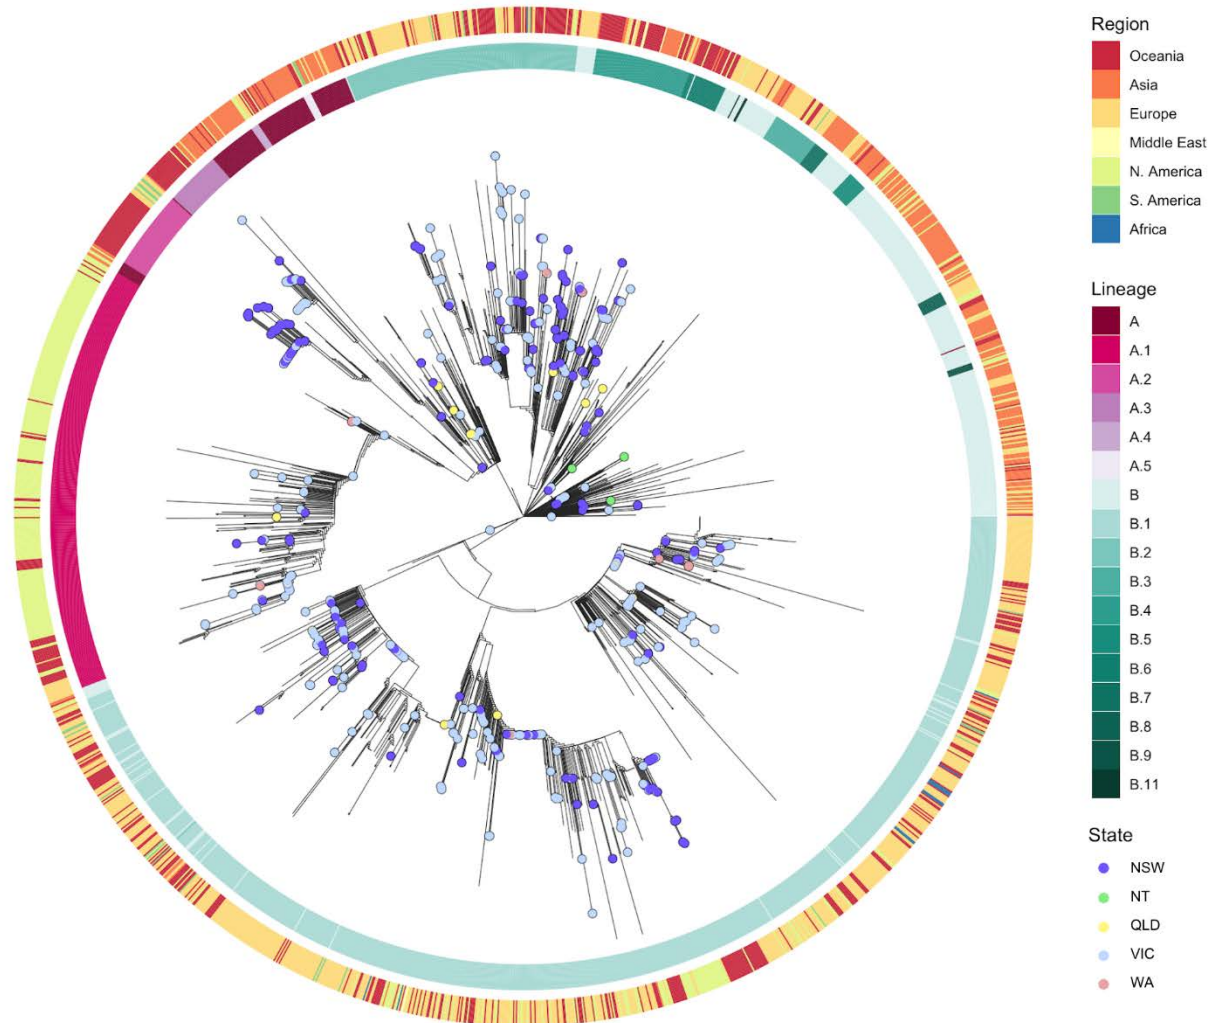 Region
Oceania
Asia
Europe
Middle East
N. America
S. America
Africa
Lineage
A
A.1
A.2
A.3
A.4
A.5
B
B.1
B.2
B.3
B.4
B.5
B.6
B.7
B.8
B.9
B.11
State
NSW
NT
QLD
VIC
WA